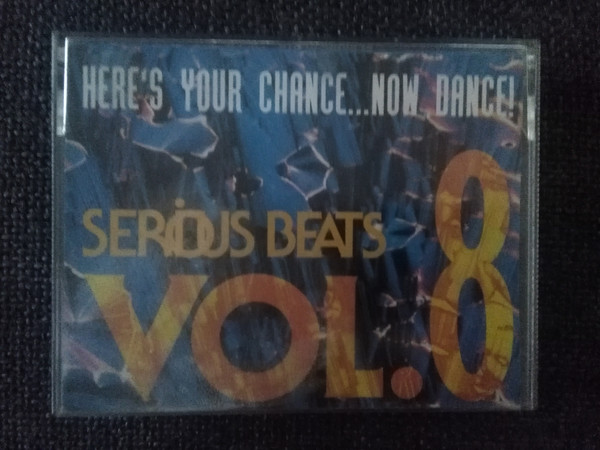 HERE'S YOUR CHANCE...NOW DANCE!
SERiOUS BEATS
VOL.8